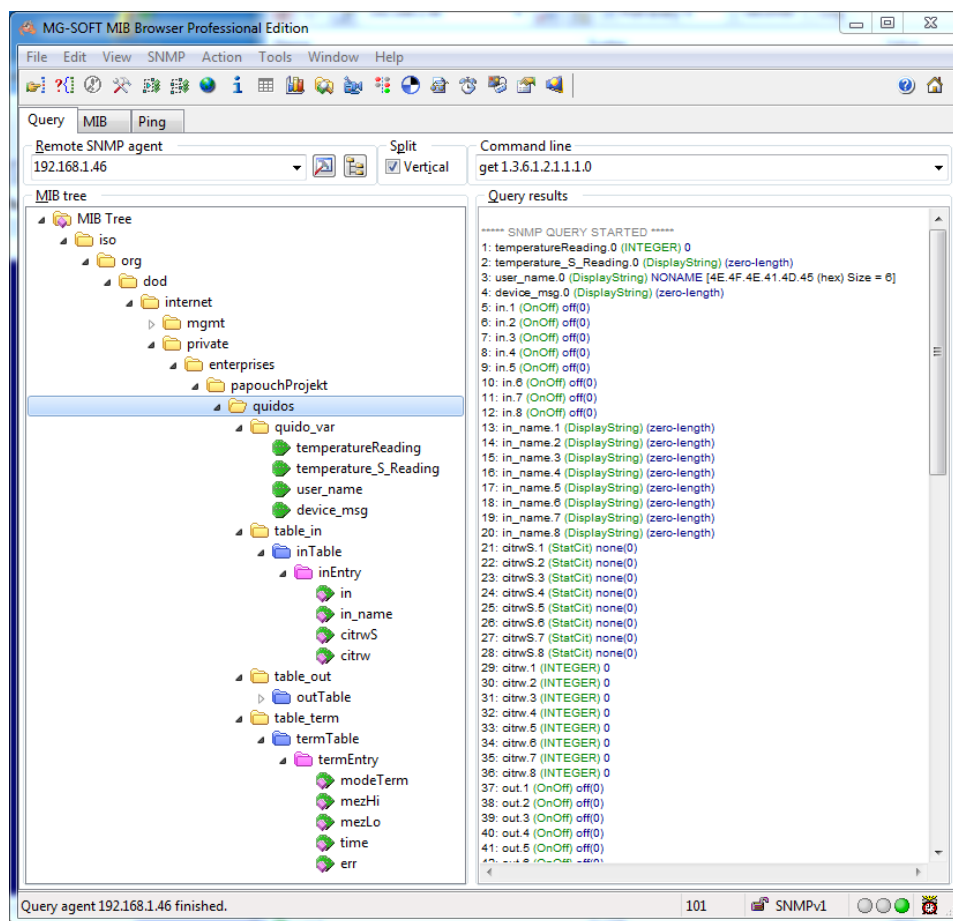 MG-SOFT MIB Browser Professional Edition
File Edit View SNMP Action Tools Window Help
Query MIB Ping
Remote SNMP agent Split Command line
192.168.1.46 Vertical get 1.3.6.1.2.1.1.1.0
MIB tree Query results
MIB Tree
iso
org
dod
internet
mgmt
private
enterprises
papouchProjekt
quidos
quido_var
temperatureReading
temperature_S_Reading
user_name
device_msg
table_in
inTable
inEntry
in
in_name
citrwS
citrw
table_out
outTable
table_term
termTable
termEntry
modeTerm
mezHi
mezLo
time
err
***** SNMP QUERY STARTED *****
1: temperatureReading.0 (INTEGER) 0
2: temperature_S_Reading.0 (DisplayString) (zero-length)
3: user_name.0 (DisplayString) NONAME [4E.4F.4E.41.4D.45 (hex) Size = 6]
4: device_msg.0 (DisplayString) (zero-length)
5: in.1 (OnOff) off(0)
6: in.2 (OnOff) off(0)
7: in.3 (OnOff) off(0)
8: in.4 (OnOff) off(0)
9: in.5 (OnOff) off(0)
10: in.6 (OnOff) off(0)
11: in.7 (OnOff) off(0)
12: in.8 (OnOff) off(0)
13: in_name.1 (DisplayString) (zero-length)
14: in_name.2 (DisplayString) (zero-length)
15: in_name.3 (DisplayString) (zero-length)
16: in_name.4 (DisplayString) (zero-length)
17: in_name.5 (DisplayString) (zero-length)
18: in_name.6 (DisplayString) (zero-length)
19: in_name.7 (DisplayString) (zero-length)
20: in_name.8 (DisplayString) (zero-length)
21: citrwS.1 (StatCit) none(0)
22: citrwS.2 (StatCit) none(0)
23: citrwS.3 (StatCit) none(0)
24: citrwS.4 (StatCit) none(0)
25: citrwS.5 (StatCit) none(0)
26: citrwS.6 (StatCit) none(0)
27: citrwS.7 (StatCit) none(0)
28: citrwS.8 (StatCit) none(0)
29: citrw.1 (INTEGER) 0
30: citrw.2 (INTEGER) 0
31: citrw.3 (INTEGER) 0
32: citrw.4 (INTEGER) 0
33: citrw.5 (INTEGER) 0
34: citrw.6 (INTEGER) 0
35: citrw.7 (INTEGER) 0
36: citrw.8 (INTEGER) 0
37: out.1 (OnOff) off(0)
38: out.2 (OnOff) off(0)
39: out.3 (OnOff) off(0)
40: out.4 (OnOff) off(0)
41: out.5 (OnOff) off(0)
42: out.6 (OnOff) off(0)
Query agent 192.168.1.46 finished. 101 SNMPv1